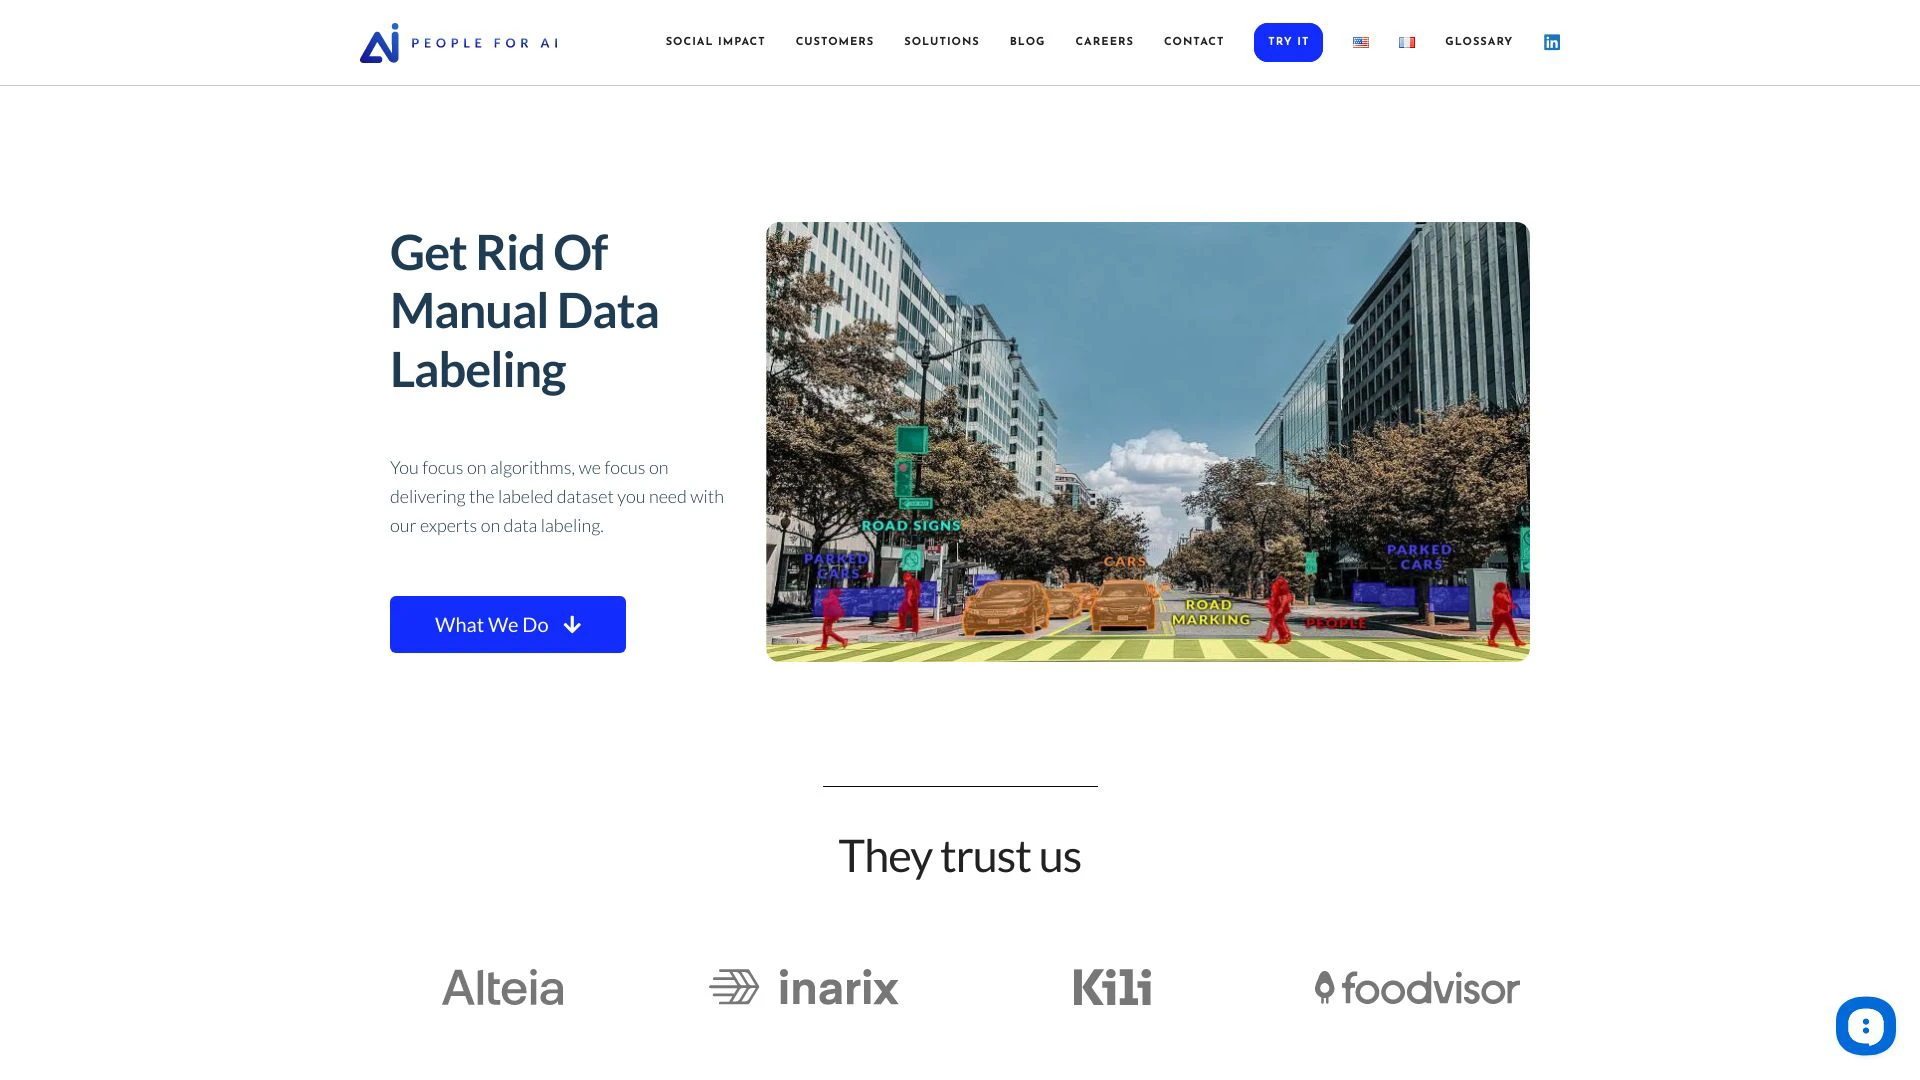 PEOPLE FOR AI
SOCIAL IMPACT
CUSTOMERS
SOLUTIONS
BLOG
CAREERS
CONTACT
TRY IT
GLOSSARY
Get Rid Of
Manual Data
Labeling
You focus on algorithms, we focus on
delivering the labeled dataset you need with
our experts on data labeling.
What We Do
ROAD SIGNS
PARKED
CARS
CARS
ROAD
MARKING
PEOPLE
PARKED
CARS
They trust us
Alteia
inarix
Kili
foodvisor